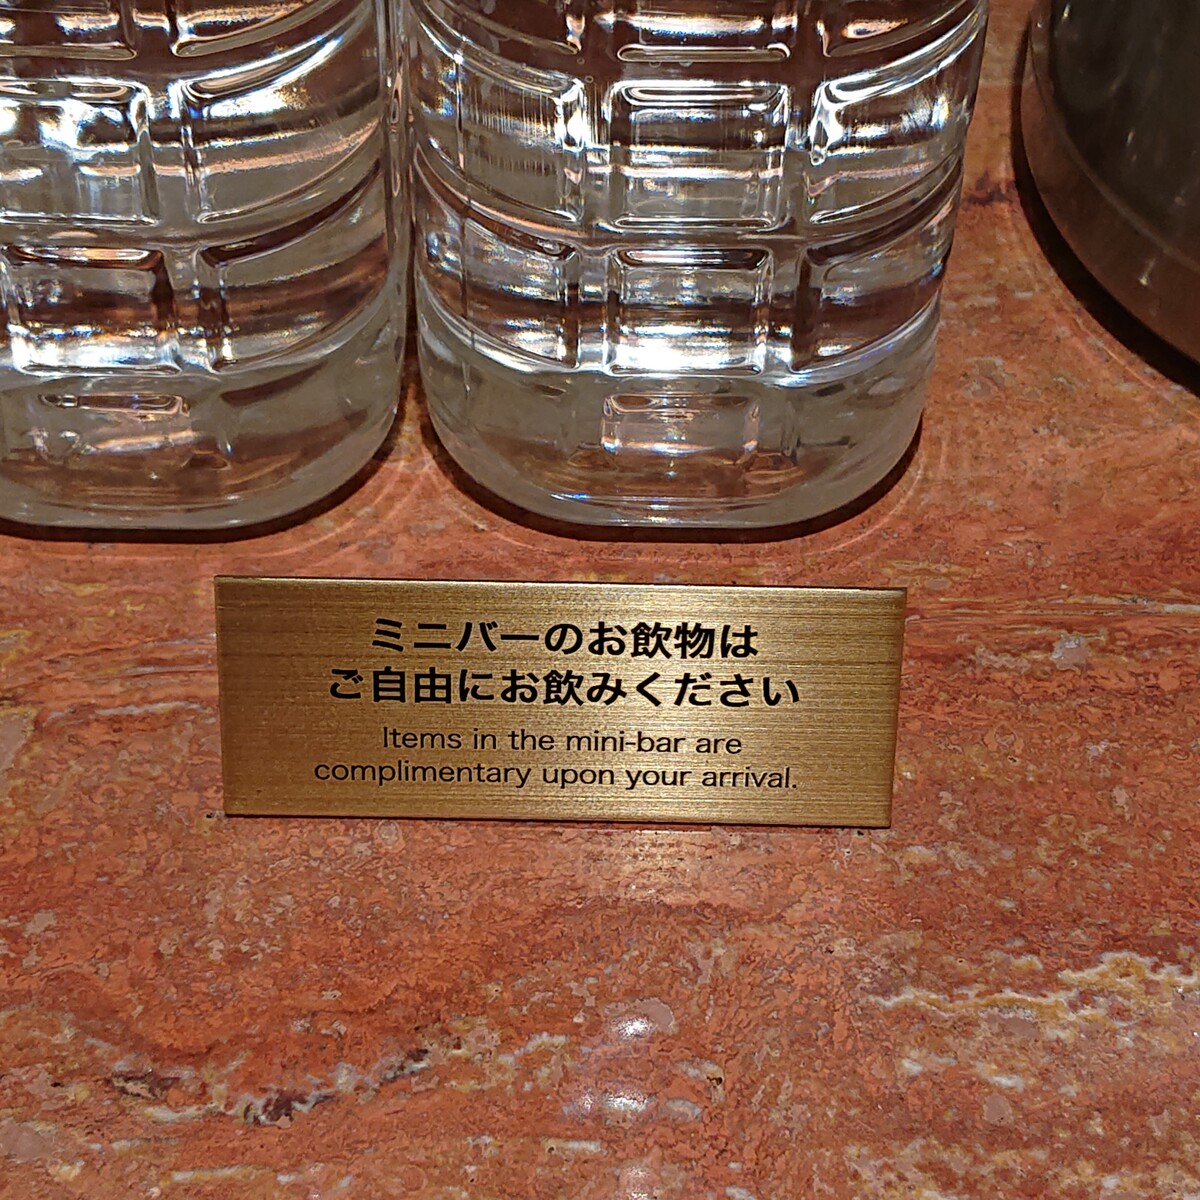 ミニバーのお飲物は
ご自由にお飲みください
Items in the mini-bar are
complimentary upon your arrival.